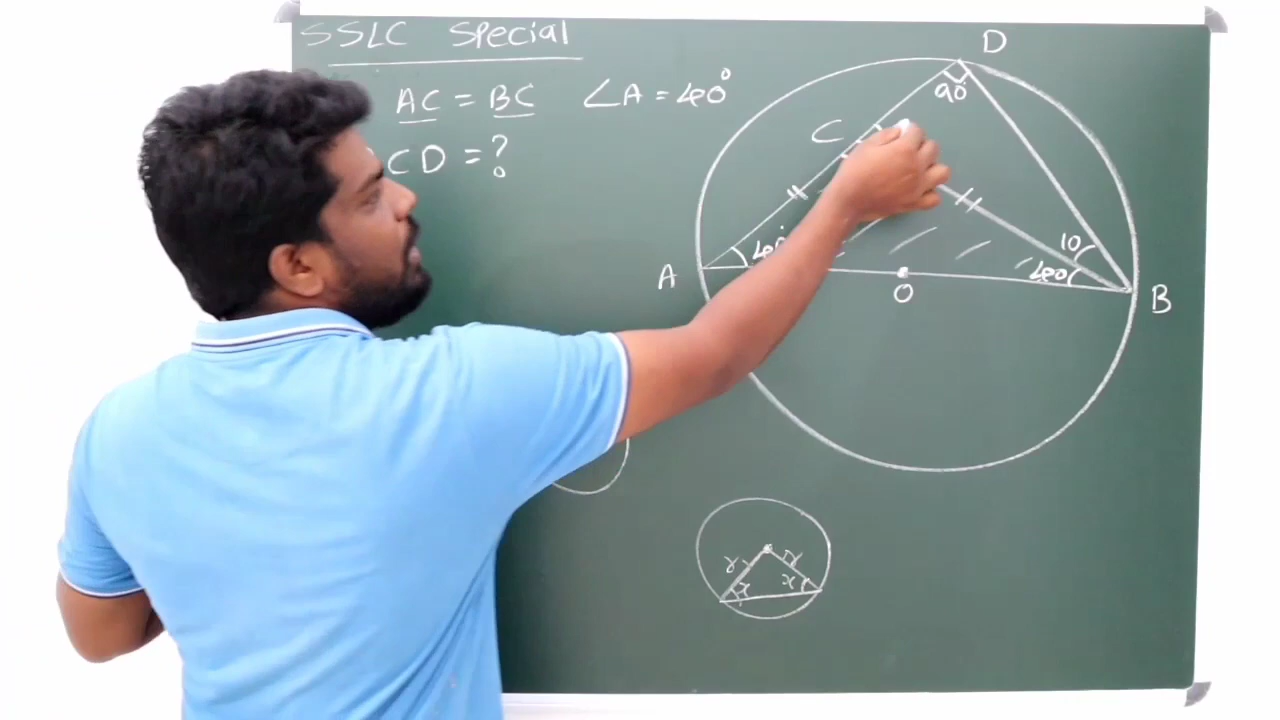 SSLC Special
AC = BC ∠A = 40°
CD = ?
D
90°
C
A
40°
10
40
O
B
r r
x x